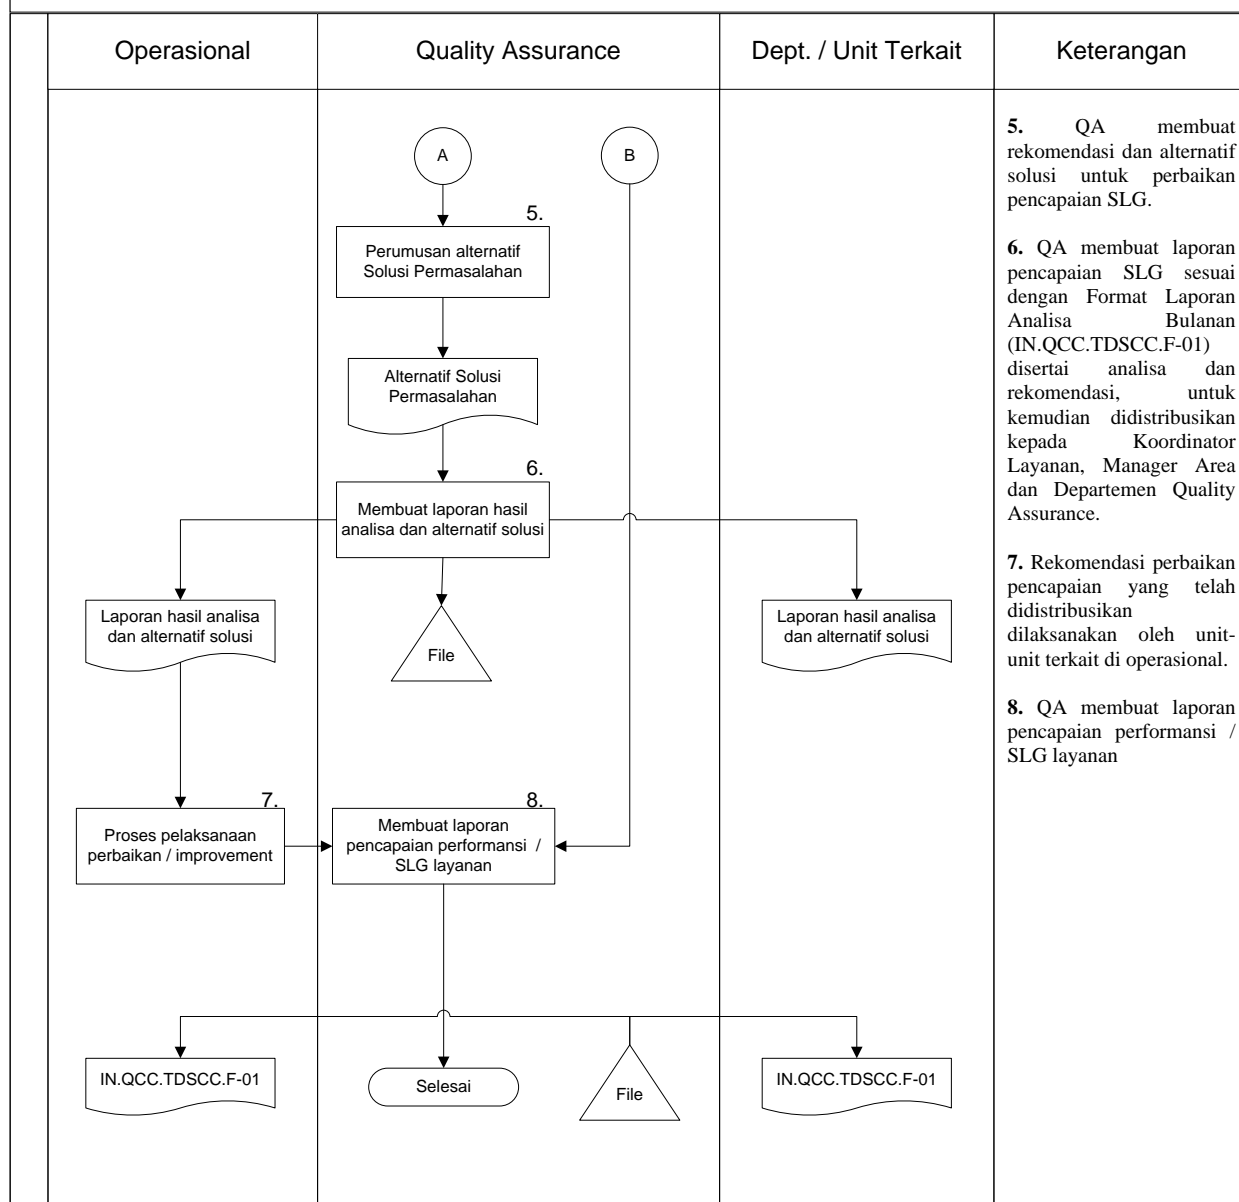 Operasional
Quality Assurance
Dept. / Unit Terkait
Keterangan
A
B
5.
Perumusan alternatif
Solusi Permasalahan
Alternatif Solusi
Permasalahan
6.
Membuat laporan hasil
analisa dan alternatif solusi
Laporan hasil analisa
dan alternatif solusi
File
Laporan hasil analisa
dan alternatif solusi
7.
Proses pelaksanaan
perbaikan / improvement
8.
Membuat laporan
pencapaian performansi /
SLG layanan
IN.QCC.TDSCC.F-01
Selesai
File
IN.QCC.TDSCC.F-01
5. QA membuat
rekomendasi dan alternatif
solusi untuk perbaikan
pencapaian SLG.
6. QA membuat laporan
pencapaian SLG sesuai
dengan Format Laporan
Analisa Bulanan
(IN.QCC.TDSCC.F-01)
disertai analisa dan
rekomendasi, untuk
kemudian didistribusikan
kepada Koordinator
Layanan, Manager Area
dan Departemen Quality
Assurance.
7. Rekomendasi perbaikan
pencapaian yang telah
didistribusikan
dilaksanakan oleh unit-
unit terkait di operasional.
8. QA membuat laporan
pencapaian performansi /
SLG layanan